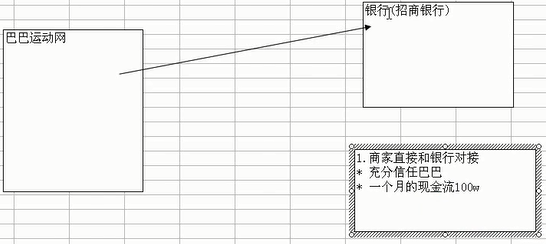 巴巴运动网
银行(招商银行)
1.商家直接和银行对接
* 充分信任巴巴
* 一个月的现金流100w